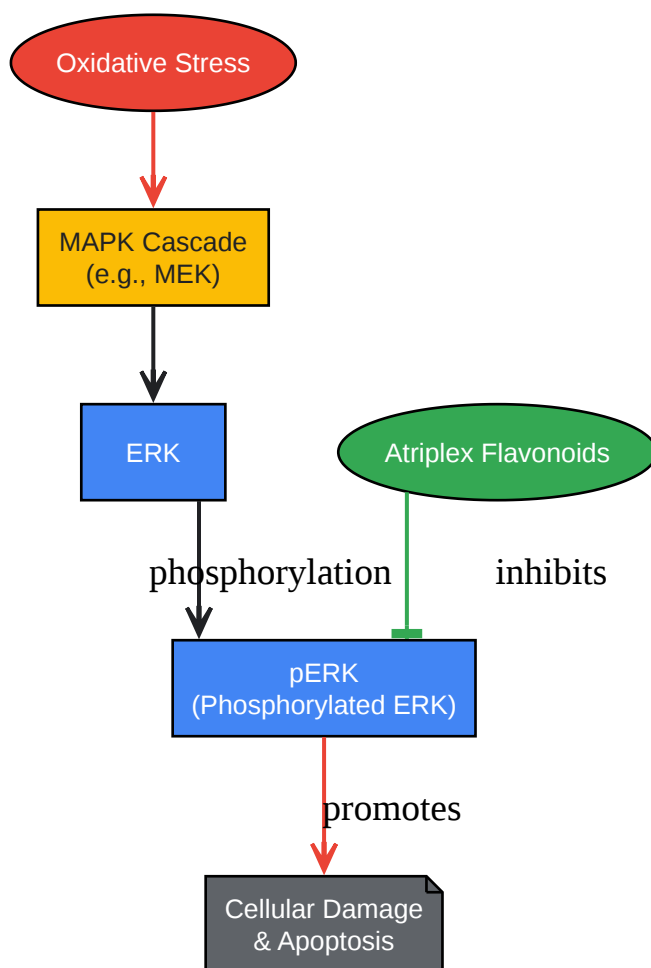 Oxidative Stress
MAPK Cascade
(e.g., MEK)
ERK
Atriplex Flavonoids
phosphorylation
inhibits
pERK
(Phosphorylated ERK)
promotes
Cellular Damage
& Apoptosis